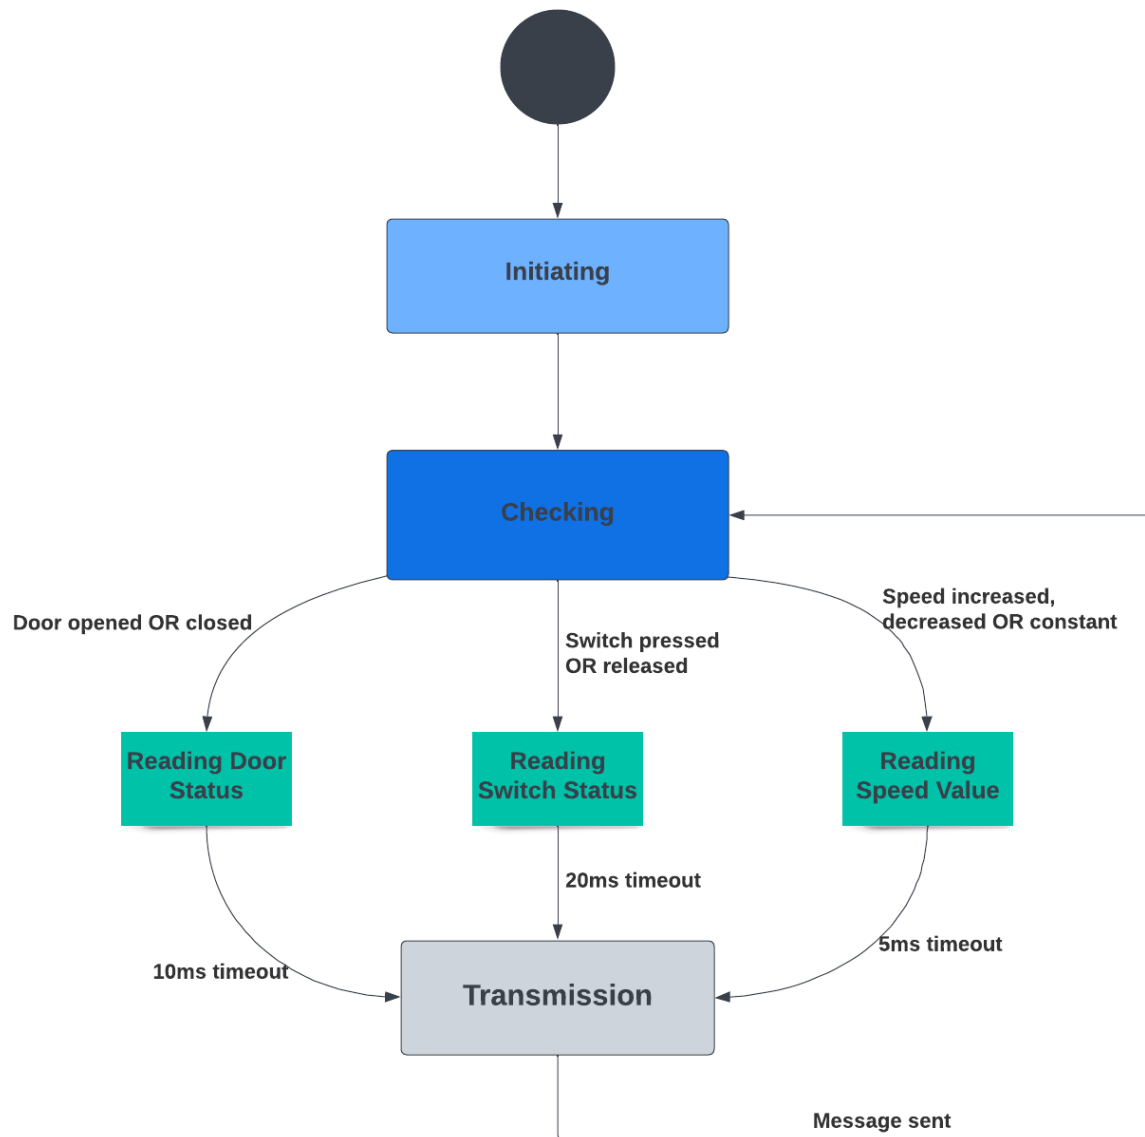 Initiating
Checking
Door opened OR closed
Switch pressed
OR released
Speed increased,
decreased OR constant
Reading Door
Status
Reading
Switch Status
Reading
Speed Value
10ms timeout
20ms timeout
5ms timeout
Transmission
Message sent